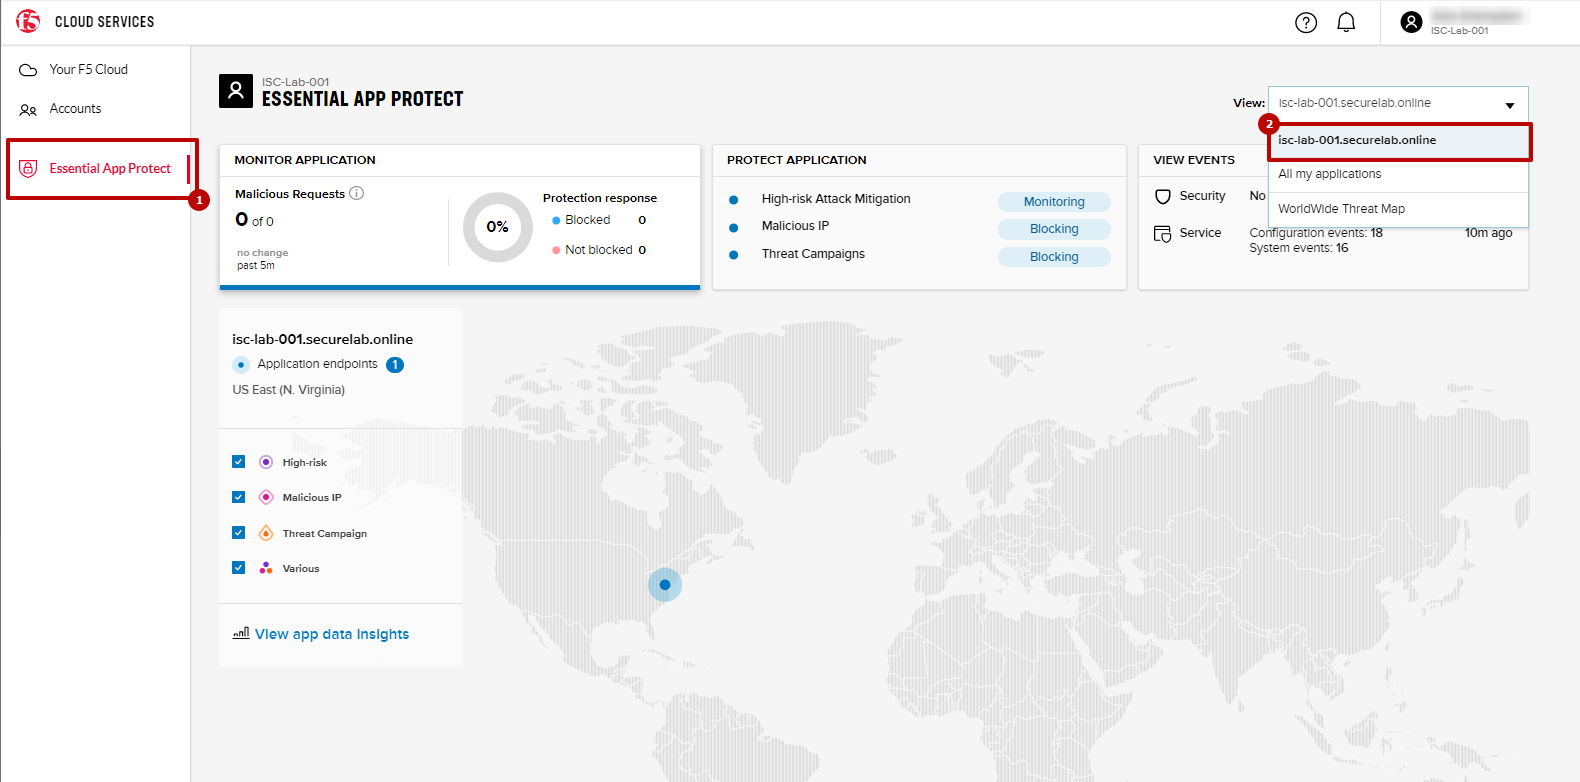 f5 CLOUD SERVICES
ISC-Lab-001
Your F5 Cloud
Accounts
Essential App Protect
1
ISC-Lab-001
ESSENTIAL APP PROTECT
View:
isc-lab-001.securelab.online
2
isc-lab-001.securelab.online
All my applications
WorldWide Threat Map
MONITOR APPLICATION
Malicious Requests
0 of 0
no change
past 5m
0%
Protection response
Blocked 0
Not blocked 0
PROTECT APPLICATION
High-risk Attack Mitigation Monitoring
Malicious IP Blocking
Threat Campaigns Blocking
VIEW EVENTS
Security No
Service Configuration events: 18 10m ago
System events: 16
isc-lab-001.securelab.online
Application endpoints 1
US East (N. Virginia)
High-risk
Malicious IP
Threat Campaign
Various
View app data insights